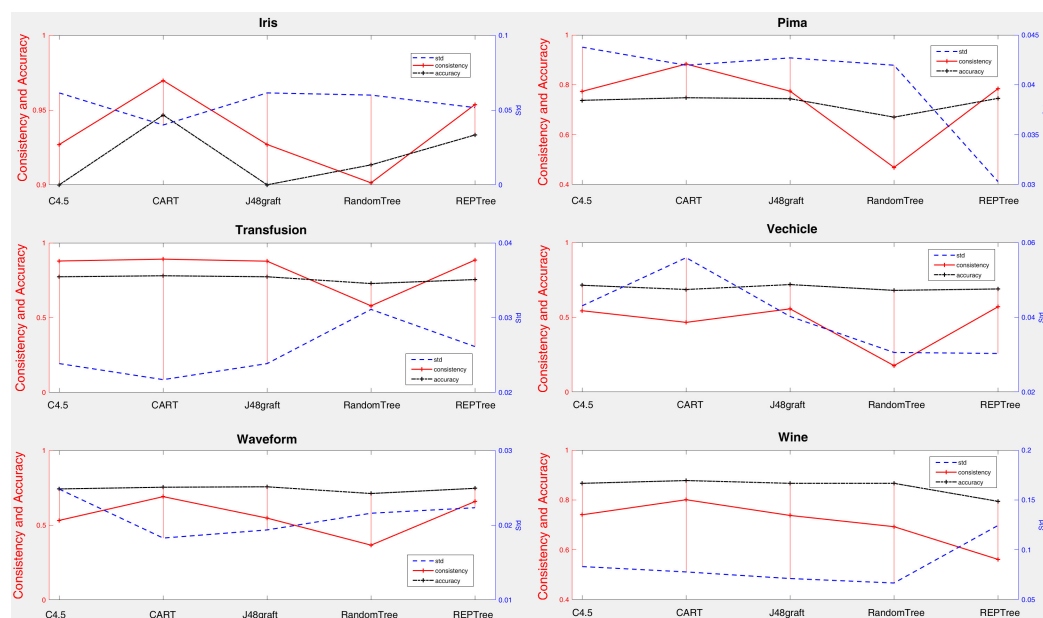 Iris
Consistency and Accuracy
1
0.95
0.9
0.1
0.05
0
Std
std
consistency
accuracy
C4.5 CART J48graft RandomTree REPTree
Pima
Consistency and Accuracy
1
0.8
0.6
0.4
0.045
0.04
0.035
0.03
std
consistency
accuracy
C4.5 CART J48graft RandomTree REPTree
Transfusion
Consistency and Accuracy
1
0.5
0
0.04
0.03
0.02
Std
std
consistency
accuracy
C4.5 CART J48graft RandomTree REPTree
Vechicle
Consistency and Accuracy
1
0.5
0
0.06
0.04
0.02
Std
std
consistency
accuracy
C4.5 CART J48graft RandomTree REPTree
Waveform
Consistency and Accuracy
1
0.5
0
0.03
0.02
0.01
Std
std
consistency
accuracy
C4.5 CART J48graft RandomTree REPTree
Wine
Consistency and Accuracy
1
0.8
0.6
0.4
0.2
0.15
0.1
0.05
Std
std
consistency
accuracy
C4.5 CART J48graft RandomTree REPTree